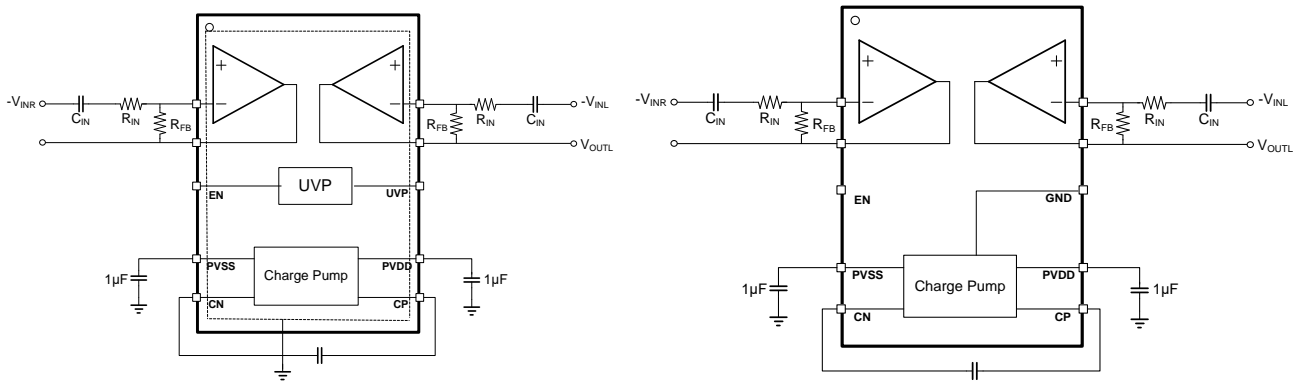 +
+
-V_INR
C_IN
R_IN
R_FB
−
−
R_FB
R_IN
C_IN
-V_INL
V_OUTL
EN
UVP
UVP
PVSS
Charge Pump
PVDD
1µF
1µF
CN
CP
+
+
-V_INR
C_IN
R_IN
R_FB
−
−
R_FB
R_IN
C_IN
-V_INL
V_OUTL
EN
GND
PVSS
Charge Pump
PVDD
1µF
1µF
CN
CP